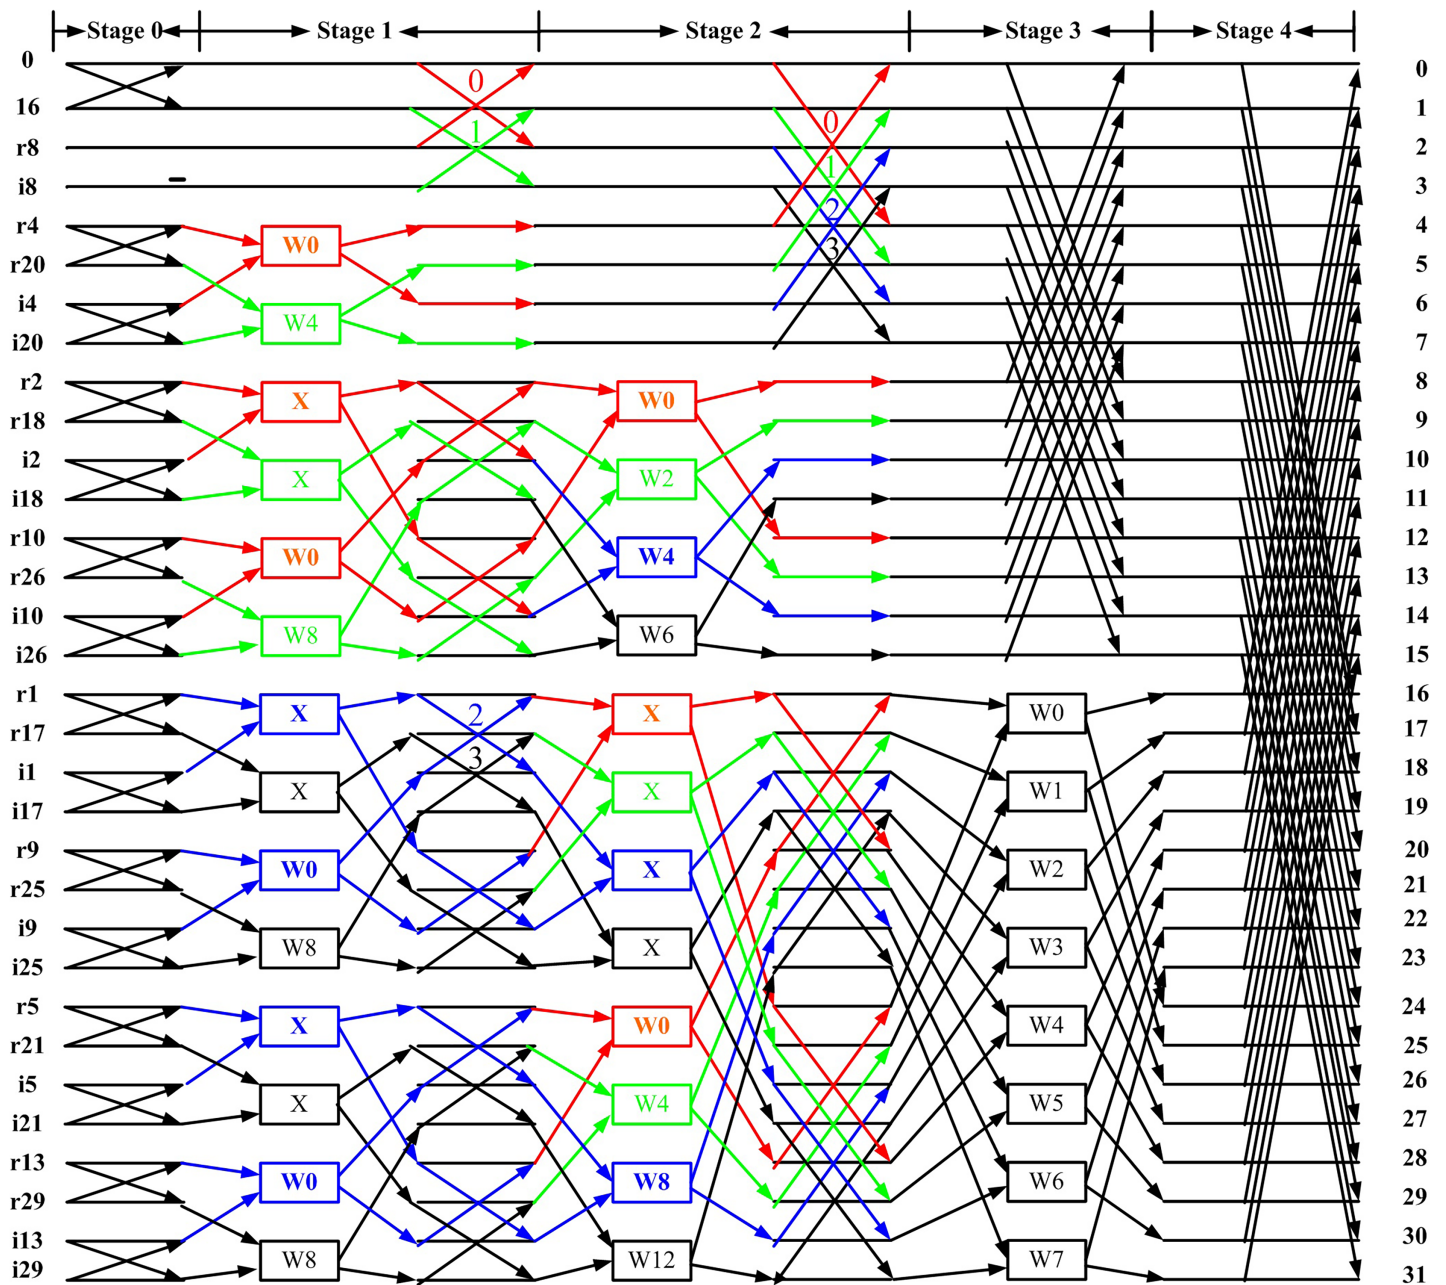 Stage 0 Stage 1 Stage 2 Stage 3 Stage 4
0 0
0
16 1
1
0
r8 2
1
i8 3
2
r4 4
W0
3
r20 5
i4 6
W4
i20 7
r2 8
X W0
r18 9
i2 10
X W2
i18 11
r10 12
W0 W4
r26 13
i10 14
W8 W6
i26 15
r1 16
X 2 X W0
r17 17
3
i1 18
X X W1
i17 19
r9 20
W0 X W2
r25 21
i9 22
W8 X W3
i25 23
r5 24
X W0 W4
r21 25
i5 26
X W4 W5
i21 27
r13 28
W0 W8 W6
r29 29
i13 30
W8 W12 W7
i29 31